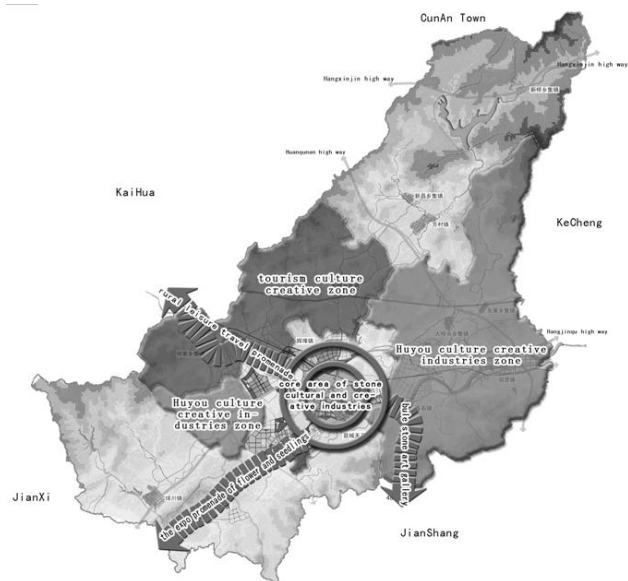 CunAn Town
Hangxinjin high way
Hangxinjin high way
Huanqunan high way
KaiHua
KeCheng
tourism culture
creative zone
rural leisure travel promenade
Hangjinqu high way
Huyou culture creative
industries zone
core area of stone
cultural and cre-
ative industries
Huyou culture
creative in-
dustries zone
bule stone art gallery
the expo promenade of flower and seedlings
JianXi
JianShang